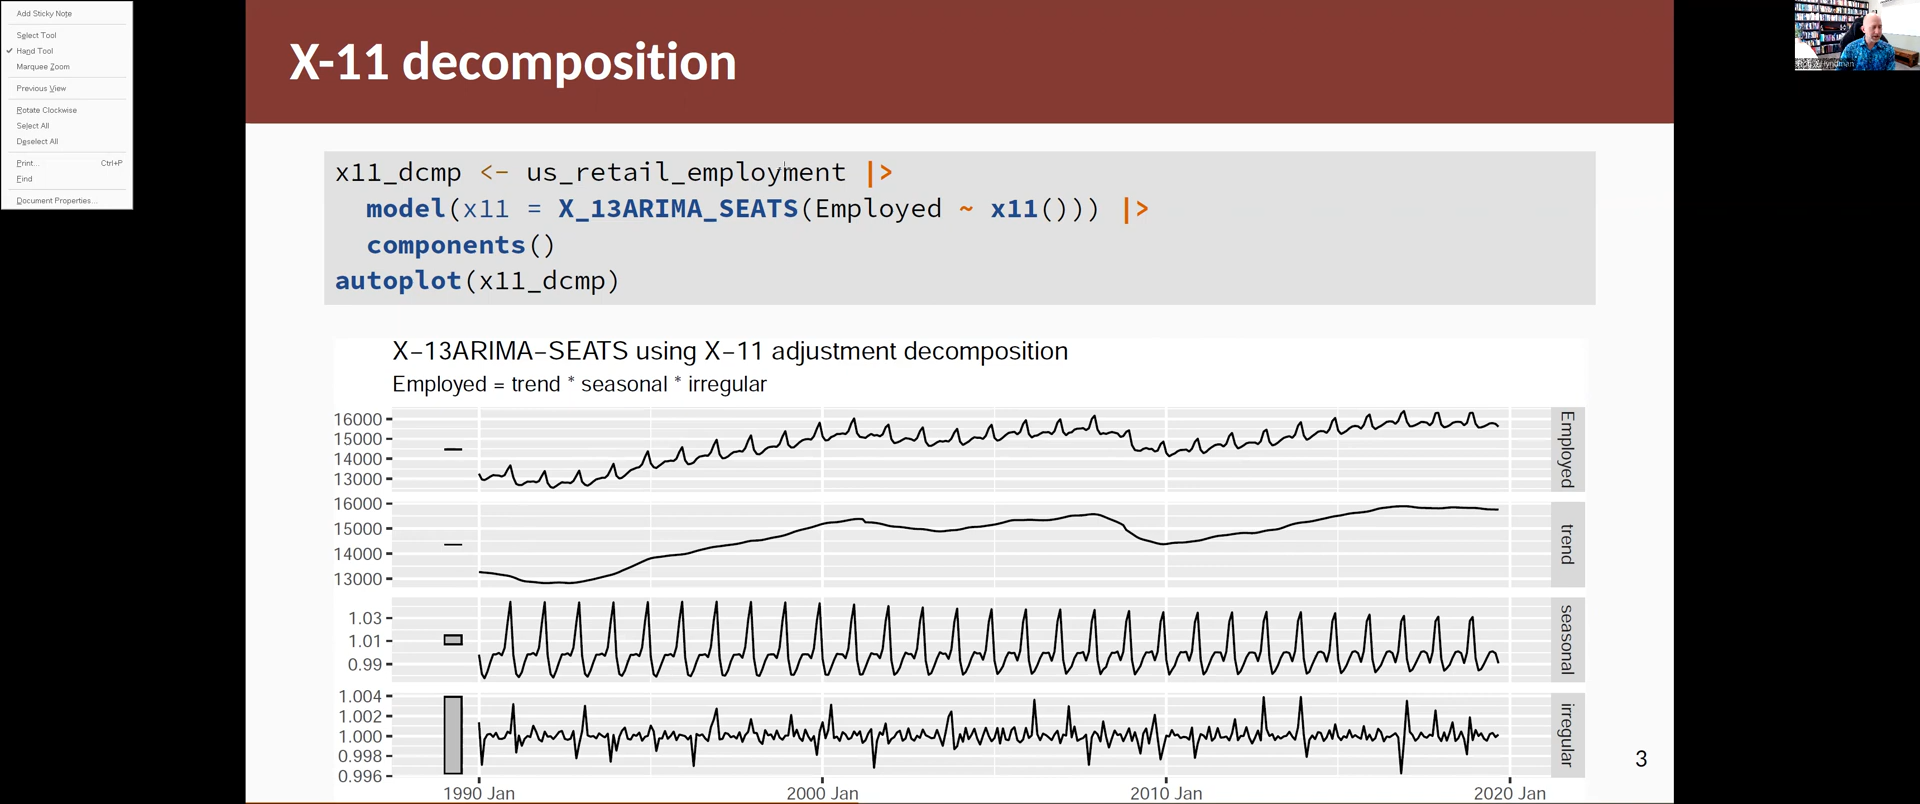 Add Sticky Note
Select Tool
Hand Tool
Marquee Zoom
Previous View
Rotate Clockwise
Select All
Deselect All
Print... Ctrl+P
Find
Document Properties...
X-11 decomposition
x11_dcmp <- us_retail_employment |>
model(x11 = X_13ARIMA_SEATS(Employed ~ x11())) |>
components()
autoplot(x11_dcmp)
X-13ARIMA-SEATS using X-11 adjustment decomposition
Employed = trend * seasonal * irregular
16000
15000
14000
13000
Employed
16000
15000
14000
13000
trend
1.03
1.01
0.99
seasonal
1.004
1.002
1.000
0.998
0.996
irregular
1990 Jan 2000 Jan 2010 Jan 2020 Jan
3
Hyndman